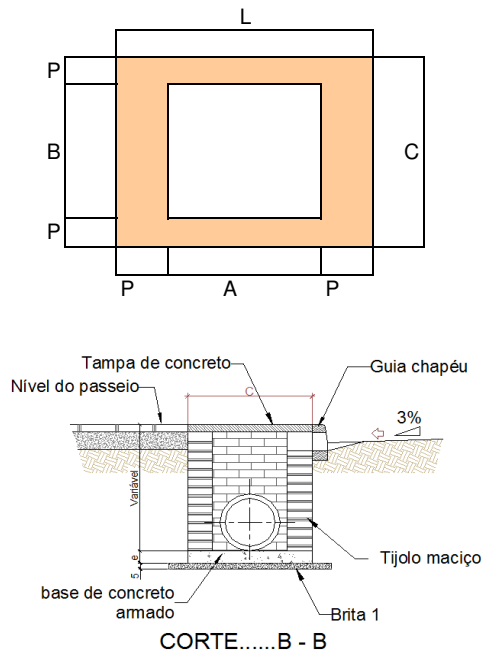 L
P
B
C
P
P
A
P
Tampa de concreto
Guia chapéu
Nível do passeio
C
3%
Variável
e
5
Tijolo maciço
base de concreto
armado
Brita 1
CORTE......B - B